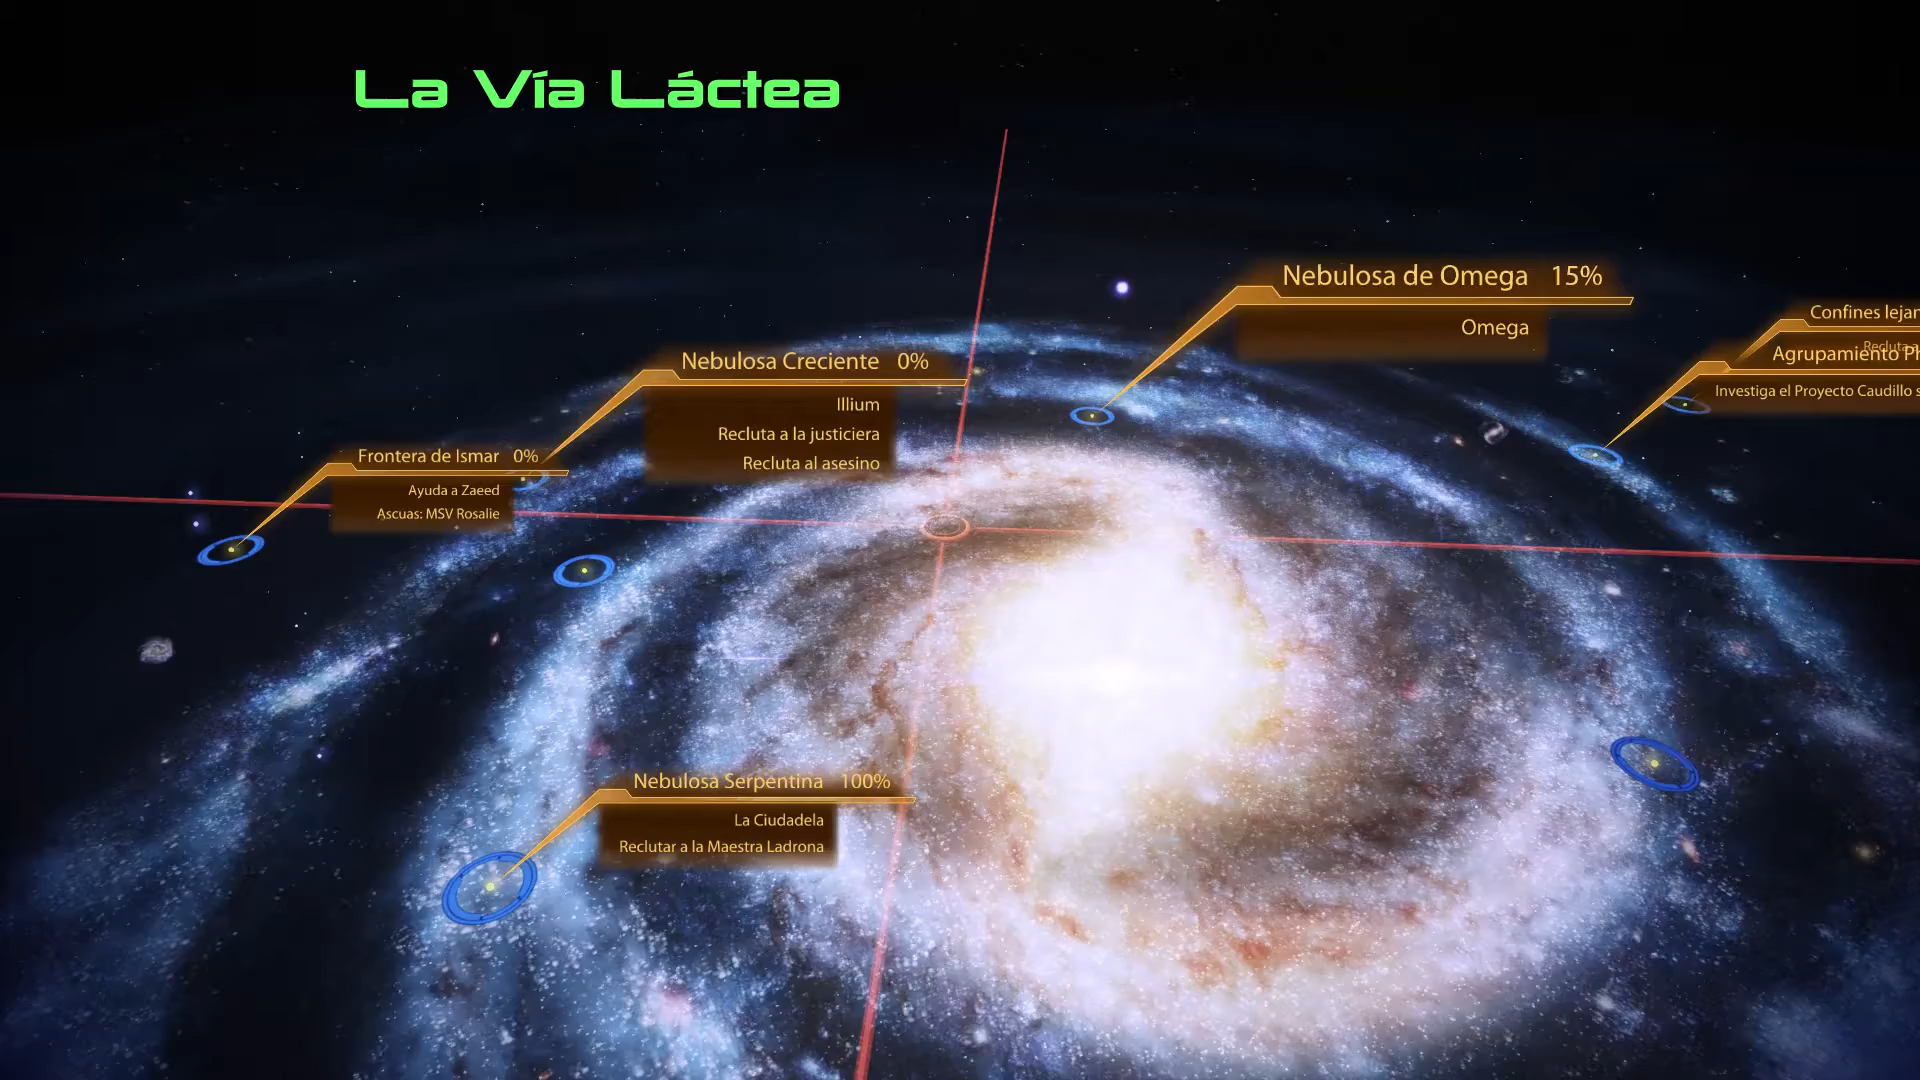 La Vía Láctea
Nebulosa de Omega 15%
Omega
Confines
Recluta
Agrupamiento
Investiga el Proyecto Caudillo
Nebulosa Creciente 0%
Illium
Recluta a la justiciera
Recluta al asesino
Frontera de Ismar 0%
Ayuda a Zaeed
Ascuas: MSV Rosalie
Nebulosa Serpentina 100%
La Ciudadela
Reclutar a la Maestra Ladrona